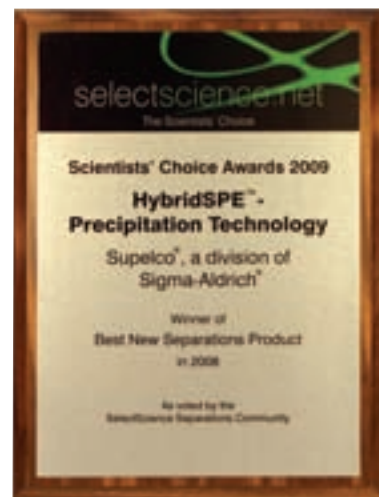 selectscience.net
The Scientists' Choice
Scientists' Choice Awards 2009
HybridSPE™-
Precipitation Technology
Supelco®, a division of
Sigma-Aldrich®
Winner of
Best New Separations Product
in 2008
As voted by the
SelectScience Separations Community